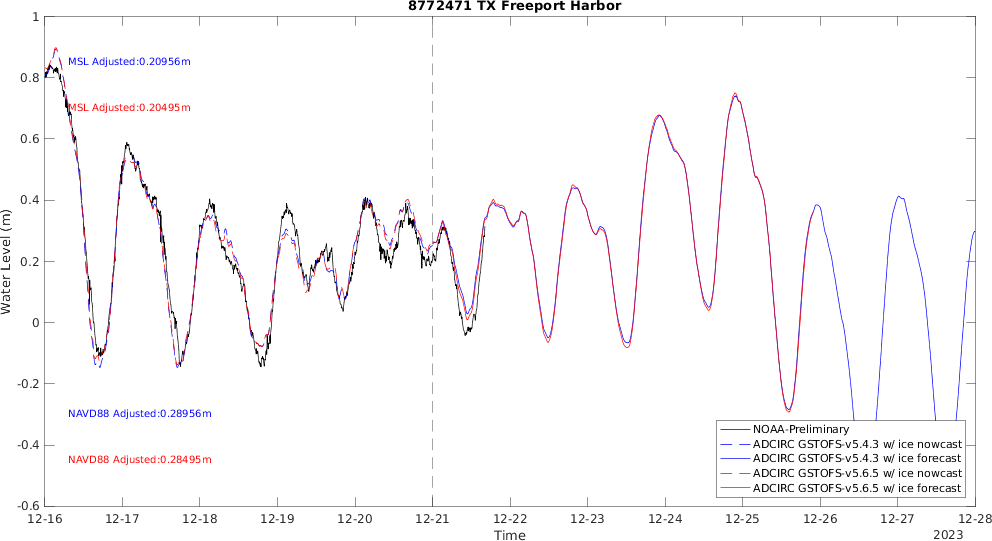 8772471 TX Freeport Harbor
1
0.8
0.6
0.4
0.2
0
-0.2
-0.4
-0.6
Water Level (m)
MSL Adjusted:0.20956m
MSL Adjusted:0.20495m
NAVD88 Adjusted:0.28956m
NAVD88 Adjusted:0.28495m
NOAA-Preliminary
ADCIRC GSTOFS-v5.4.3 w/ ice nowcast
ADCIRC GSTOFS-v5.4.3 w/ ice forecast
ADCIRC GSTOFS-v5.6.5 w/ ice nowcast
ADCIRC GSTOFS-v5.6.5 w/ ice forecast
12-16 12-17 12-18 12-19 12-20 12-21 12-22 12-23 12-24 12-25 12-26 12-27 12-28
Time
2023